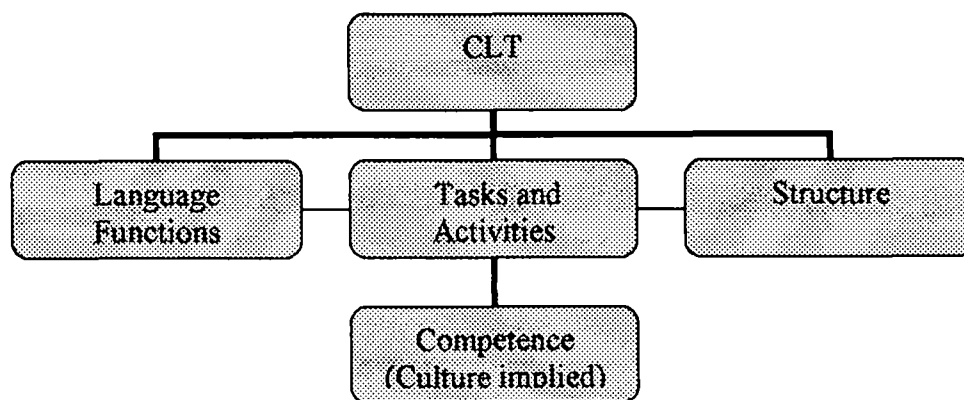 CLT
Language
Functions
Tasks and
Activities
Structure
Competence
(Culture implied)